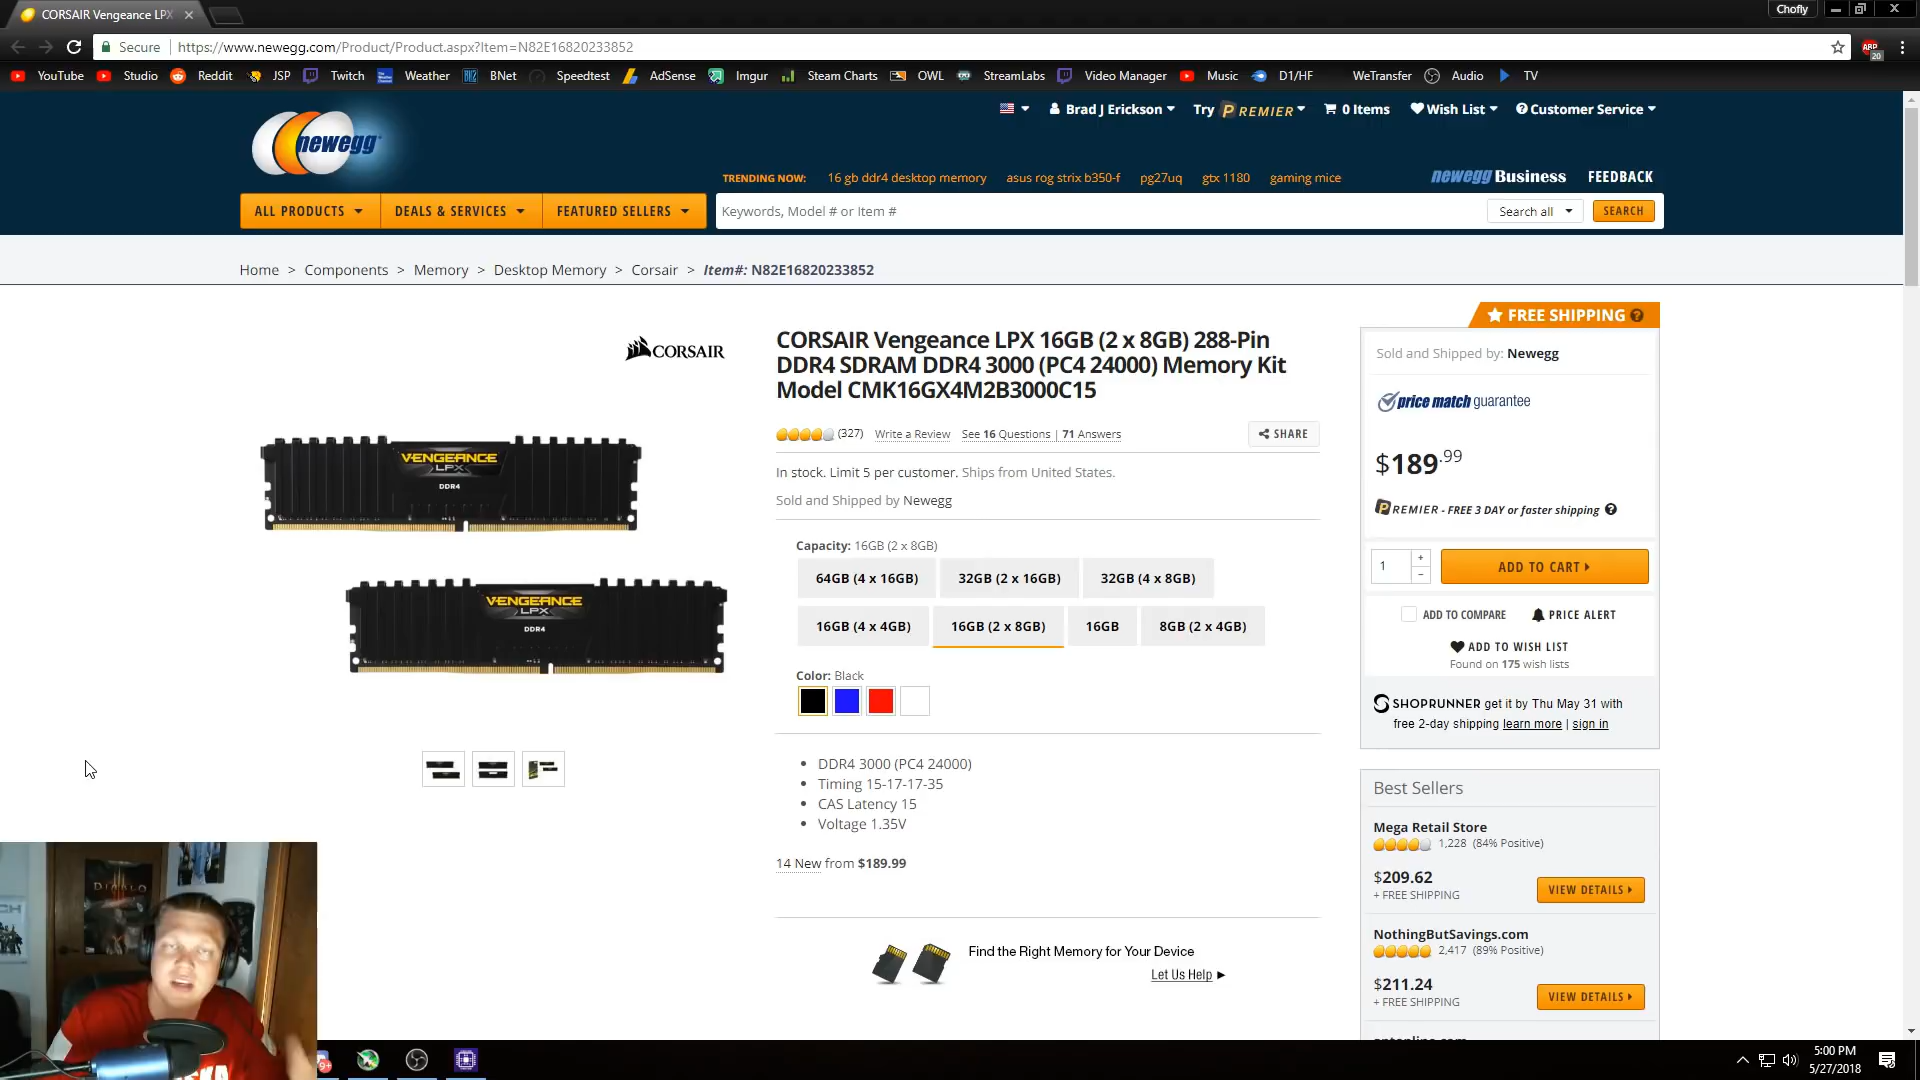 CORSAIR Vengeance LPX
Chofly
Secure
https://www.newegg.com/Product/Product.aspx?Item=N82E16820233852
ABP
20
YouTube Studio Reddit JSP Twitch Weather BNet Speedtest AdSense Imgur Steam Charts OWL StreamLabs Video Manager Music D1/HF WeTransfer Audio TV
newegg
Brad J Erickson Try PREMIER 0 Items Wish List Customer Service
TRENDING NOW: 16 gb ddr4 desktop memory asus rog strix b350-f pg27uq gtx 1180 gaming mice
newegg Business FEEDBACK
ALL PRODUCTS DEALS & SERVICES FEATURED SELLERS
Keywords, Model # or Item #
Search all SEARCH
Home > Components > Memory > Desktop Memory > Corsair > Item#: N82E16820233852
CORSAIR
VENGEANCE
LPX
DDR4
VENGEANCE
LPX
DDR4
CORSAIR Vengeance LPX 16GB (2 x 8GB) 288-Pin
DDR4 SDRAM DDR4 3000 (PC4 24000) Memory Kit
Model CMK16GX4M2B3000C15
(327) Write a Review See 16 Questions | 71 Answers
SHARE
In stock. Limit 5 per customer. Ships from United States.
Sold and Shipped by Newegg
Capacity: 16GB (2 x 8GB)
64GB (4 x 16GB) 32GB (2 x 16GB) 32GB (4 x 8GB)
16GB (4 x 4GB) 16GB (2 x 8GB) 16GB 8GB (2 x 4GB)
Color: Black
• DDR4 3000 (PC4 24000)
• Timing 15-17-17-35
• CAS Latency 15
• Voltage 1.35V
14 New from $189.99
Find the Right Memory for Your Device
Let Us Help
FREE SHIPPING
Sold and Shipped by: Newegg
price match guarantee
$189.99
PREMIER - FREE 3 DAY or faster shipping
1 + −
ADD TO CART
ADD TO COMPARE PRICE ALERT
ADD TO WISH LIST
Found on 175 wish lists
SHOPRUNNER get it by Thu May 31 with
free 2-day shipping learn more | sign in
Best Sellers
Mega Retail Store
1,228 (84% Positive)
$209.62
+ FREE SHIPPING
VIEW DETAILS
NothingButSavings.com
2,417 (89% Positive)
$211.24
+ FREE SHIPPING
VIEW DETAILS
DIABLO
5:00 PM
5/27/2018